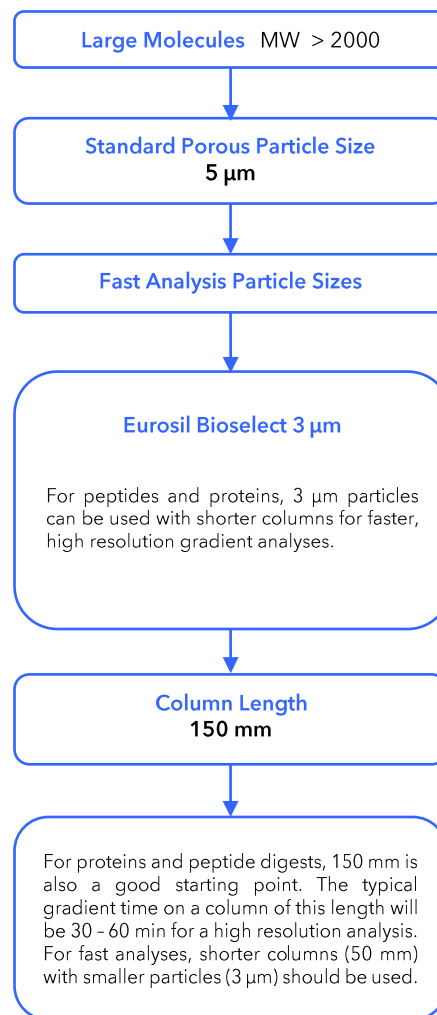 Large Molecules MW > 2000
Standard Porous Particle Size
5 µm
Fast Analysis Particle Sizes
Eurosil Bioselect 3 µm
For peptides and proteins, 3 µm particles
can be used with shorter columns for faster,
high resolution gradient analyses.
Column Length
150 mm
For proteins and peptide digests, 150 mm is
also a good starting point. The typical
gradient time on a column of this length will
be 30 – 60 min for a high resolution analysis.
For fast analyses, shorter columns (50 mm)
with smaller particles (3 µm) should be used.